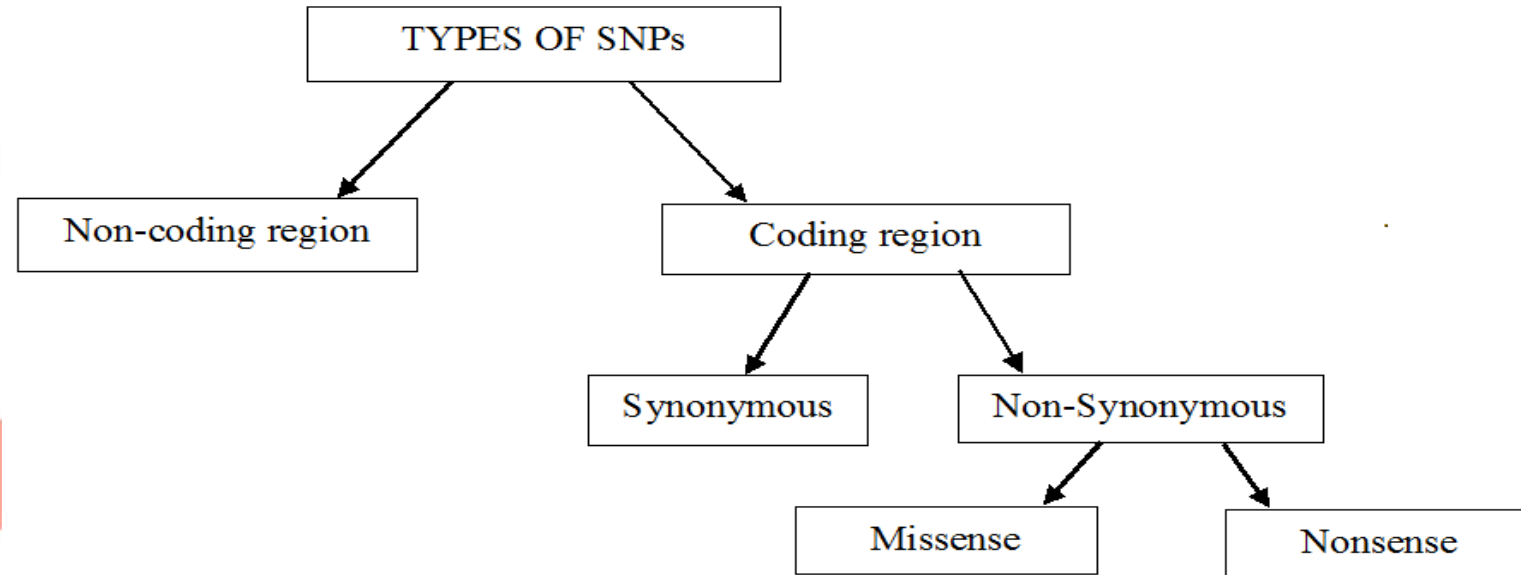 TYPES OF SNPs
Non-coding region
Coding region
Synonymous
Non-Synonymous
Missense
Nonsense